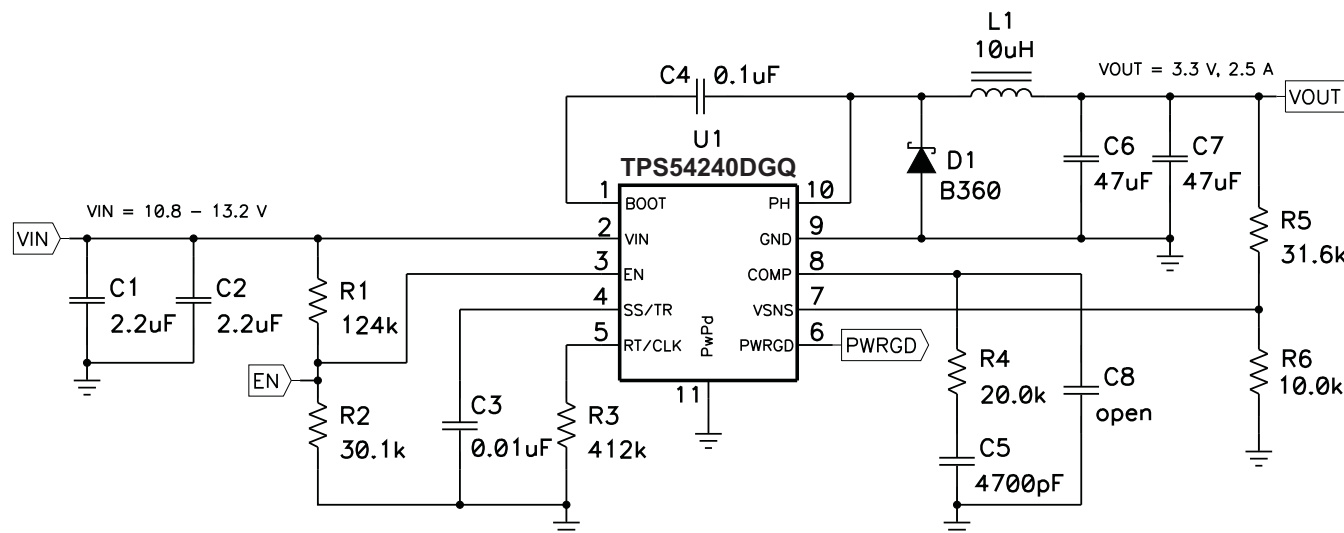 L1
10uH
VOUT = 3.3 V, 2.5 A
VOUT
C4 0.1uF
U1
TPS54240DGQ
D1
B360
C6
47uF
C7
47uF
R5
31.6k
VIN = 10.8 – 13.2 V
VIN
1
BOOT
2
VIN
3
EN
4
SS/TR
5
RT/CLK
PwPd
11
10
PH
9
GND
8
COMP
7
VSNS
6
PWRGD
PWRGD
C1
2.2uF
C2
2.2uF
R1
124k
EN
R2
30.1k
C3
0.01uF
R3
412k
R4
20.0k
C5
4700pF
C8
open
R6
10.0k